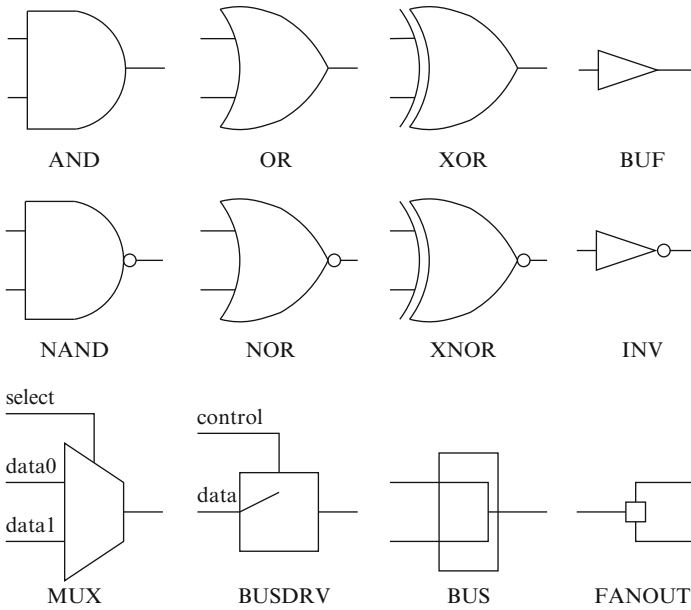 AND OR XOR BUF
NAND NOR XNOR INV
select
control
data0
data
data1
MUX BUSDRV BUS FANOUT